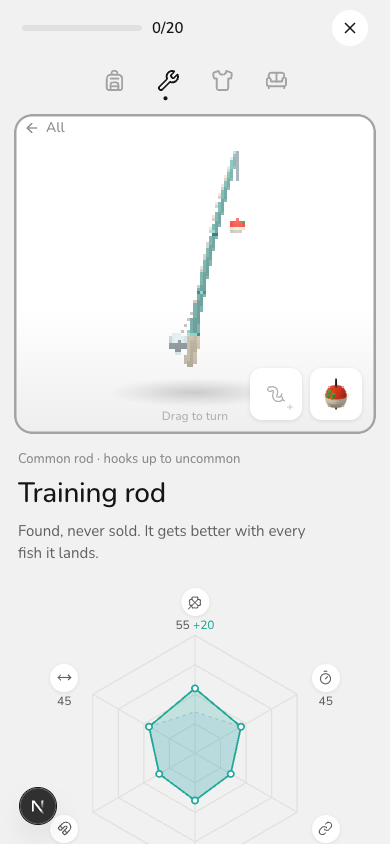 0/20
All
Drag to turn
Common rod · hooks up to uncommon
Training rod
Found, never sold. It gets better with every
fish it lands.
55 +20
45
45
N